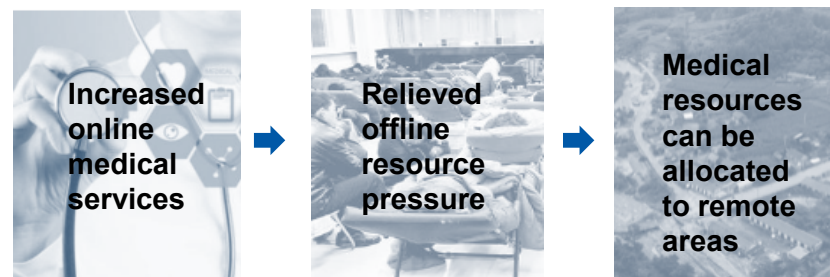 Increased
online
medical
services
Relieved
offline
resource
pressure
Medical
resources
can be
allocated
to remote
areas